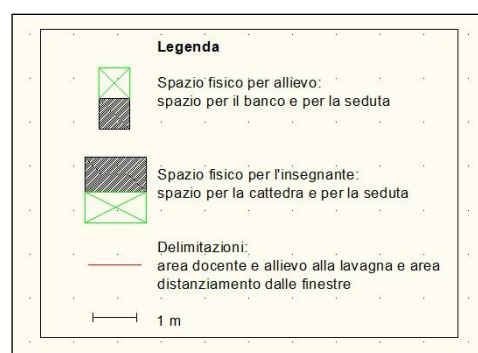 Legenda
Spazio fisico per allievo:
spazio per il banco e per la seduta
Spazio fisico per l'insegnante:
spazio per la cattedra e per la seduta
Delimitazioni:
area docente e allievo alla lavagna e area
distanziamento dalle finestre
1 m